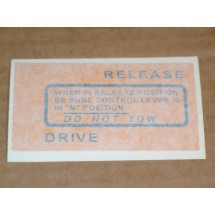 RELEASE
WHEN IN RELEASE POSITION
BE SURE CONTROL LEVER IS
IN "N" POSITION
DO NOT TOW
DRIVE